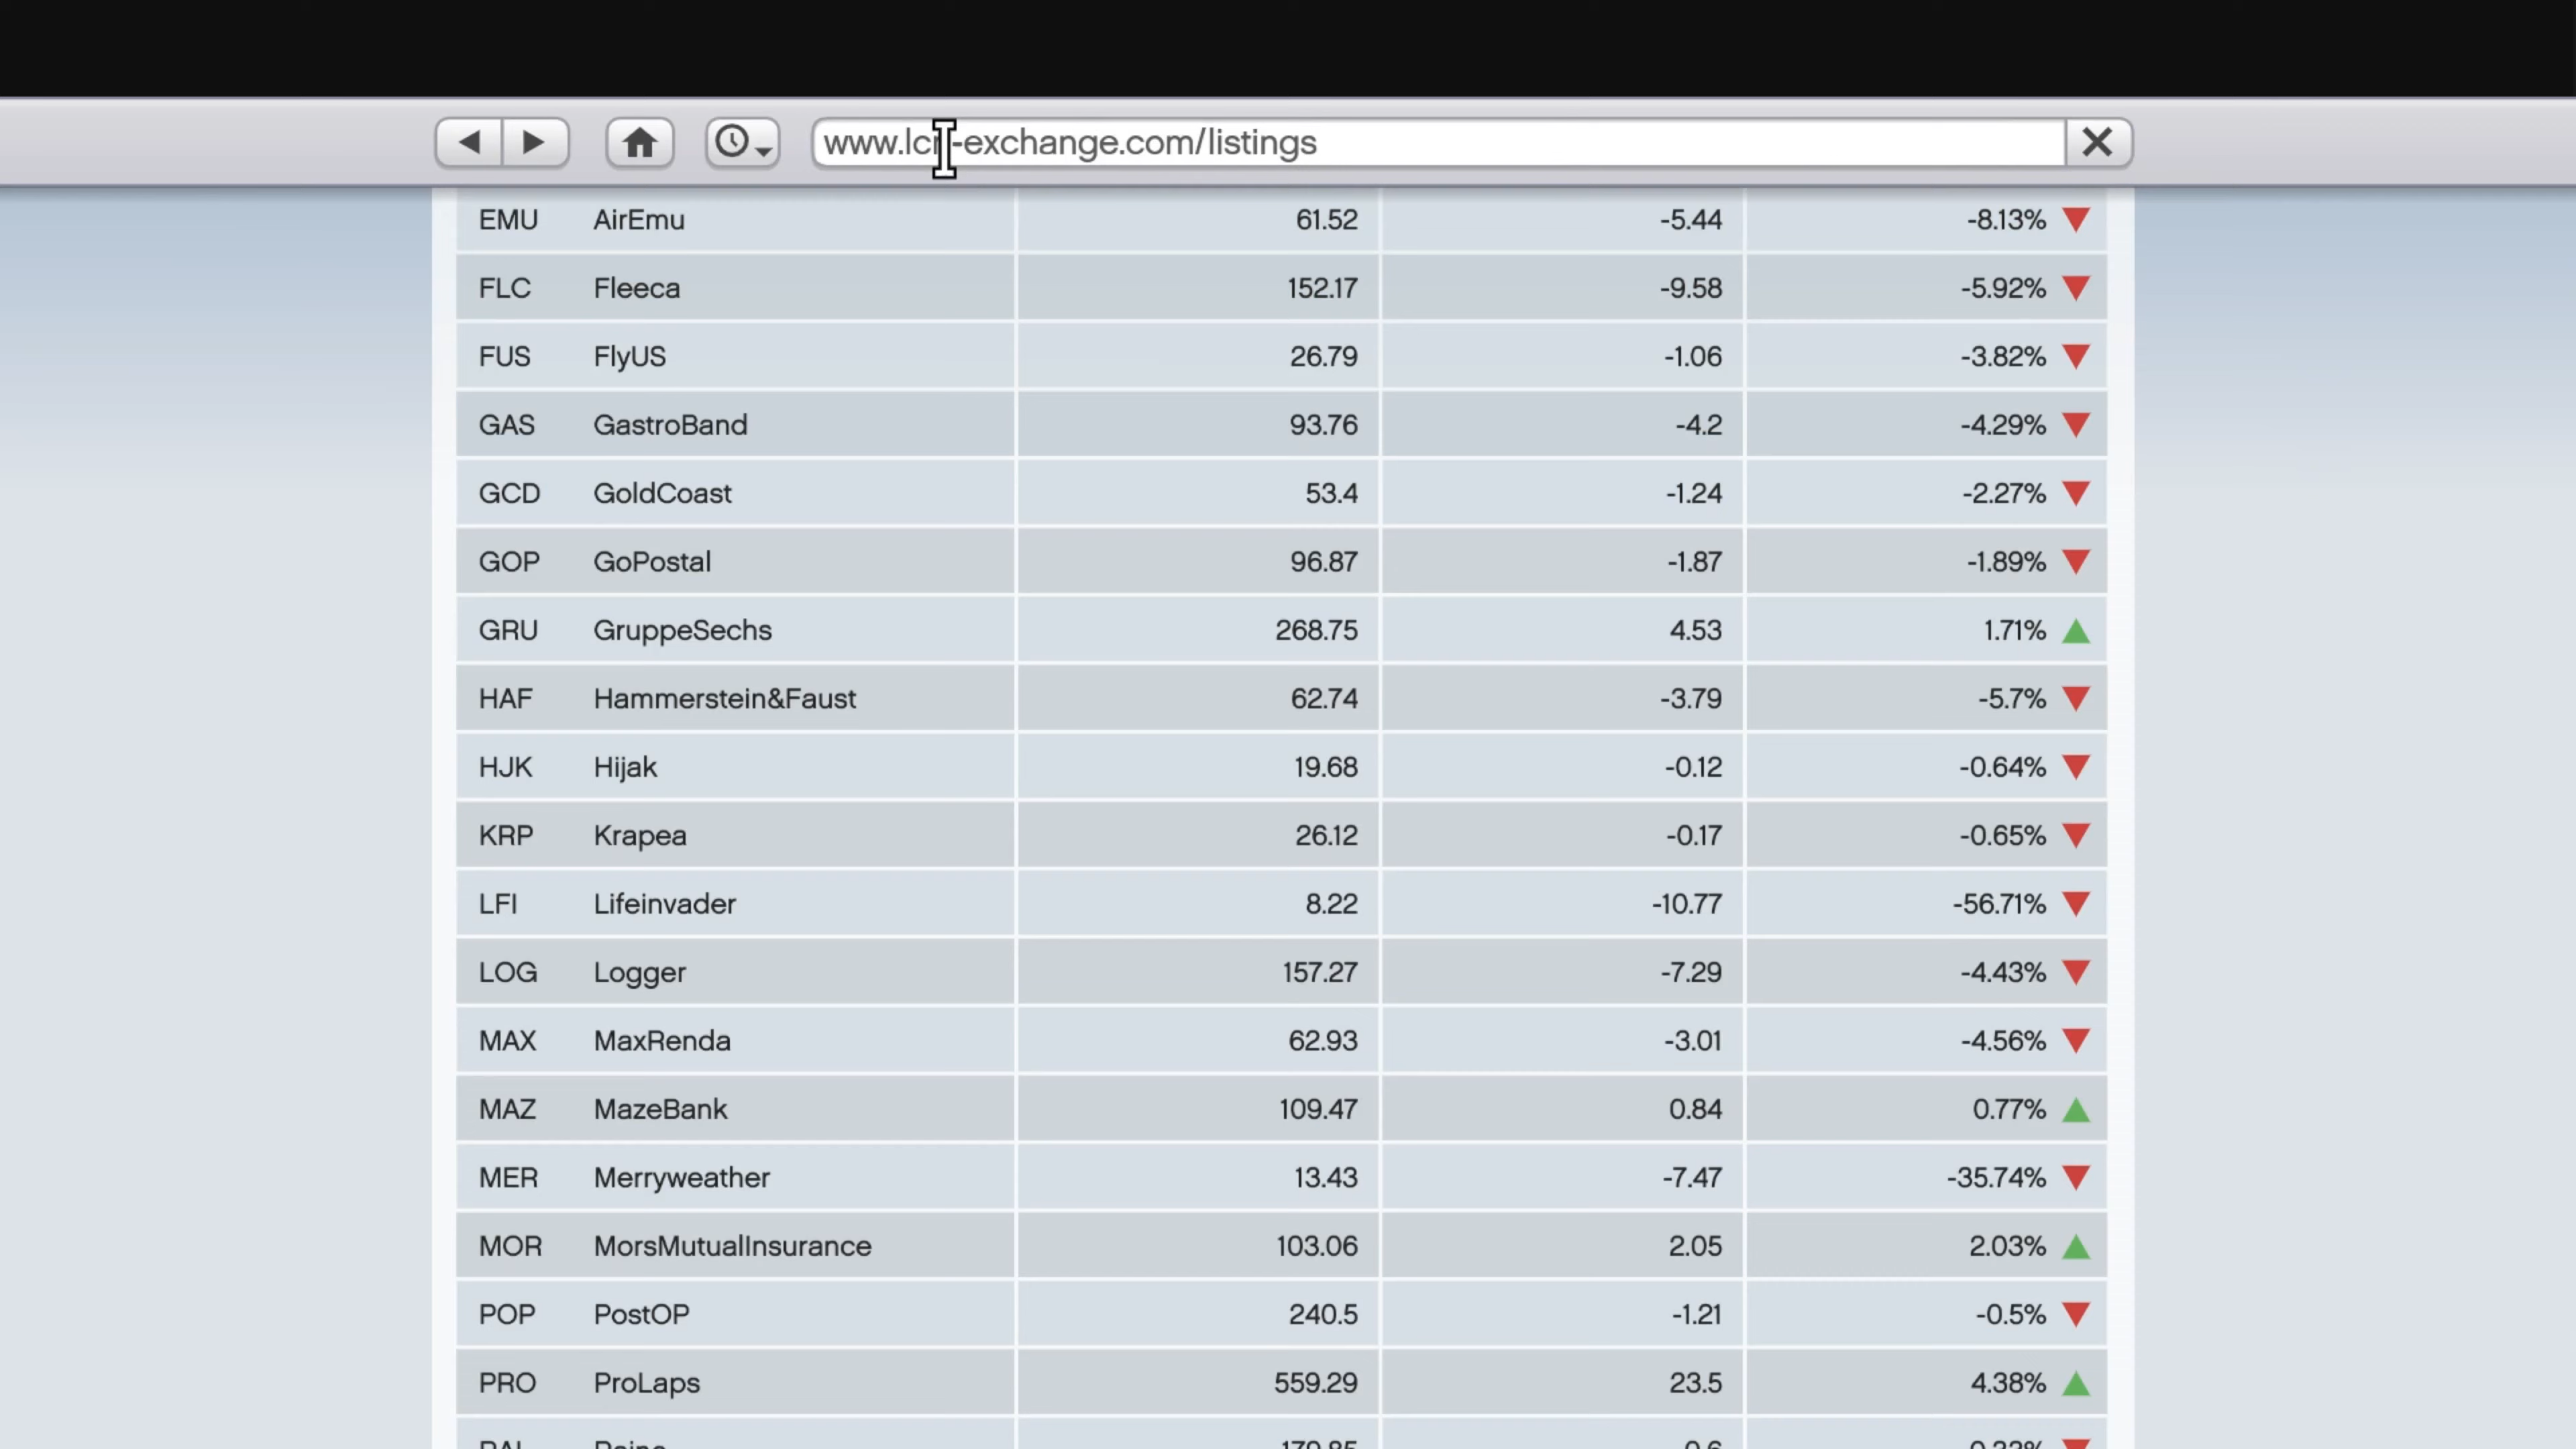 www.lcn-exchange.com/listings
EMU AirEmu 61.52 -5.44 -8.13%
FLC Fleeca 152.17 -9.58 -5.92%
FUS FlyUS 26.79 -1.06 -3.82%
GAS GastroBand 93.76 -4.2 -4.29%
GCD GoldCoast 53.4 -1.24 -2.27%
GOP GoPostal 96.87 -1.87 -1.89%
GRU GruppeSechs 268.75 4.53 1.71%
HAF Hammerstein&Faust 62.74 -3.79 -5.7%
HJK Hijak 19.68 -0.12 -0.64%
KRP Krapea 26.12 -0.17 -0.65%
LFI Lifeinvader 8.22 -10.77 -56.71%
LOG Logger 157.27 -7.29 -4.43%
MAX MaxRenda 62.93 -3.01 -4.56%
MAZ MazeBank 109.47 0.84 0.77%
MER Merryweather 13.43 -7.47 -35.74%
MOR MorsMutualInsurance 103.06 2.05 2.03%
POP PostOP 240.5 -1.21 -0.5%
PRO ProLaps 559.29 23.5 4.38%